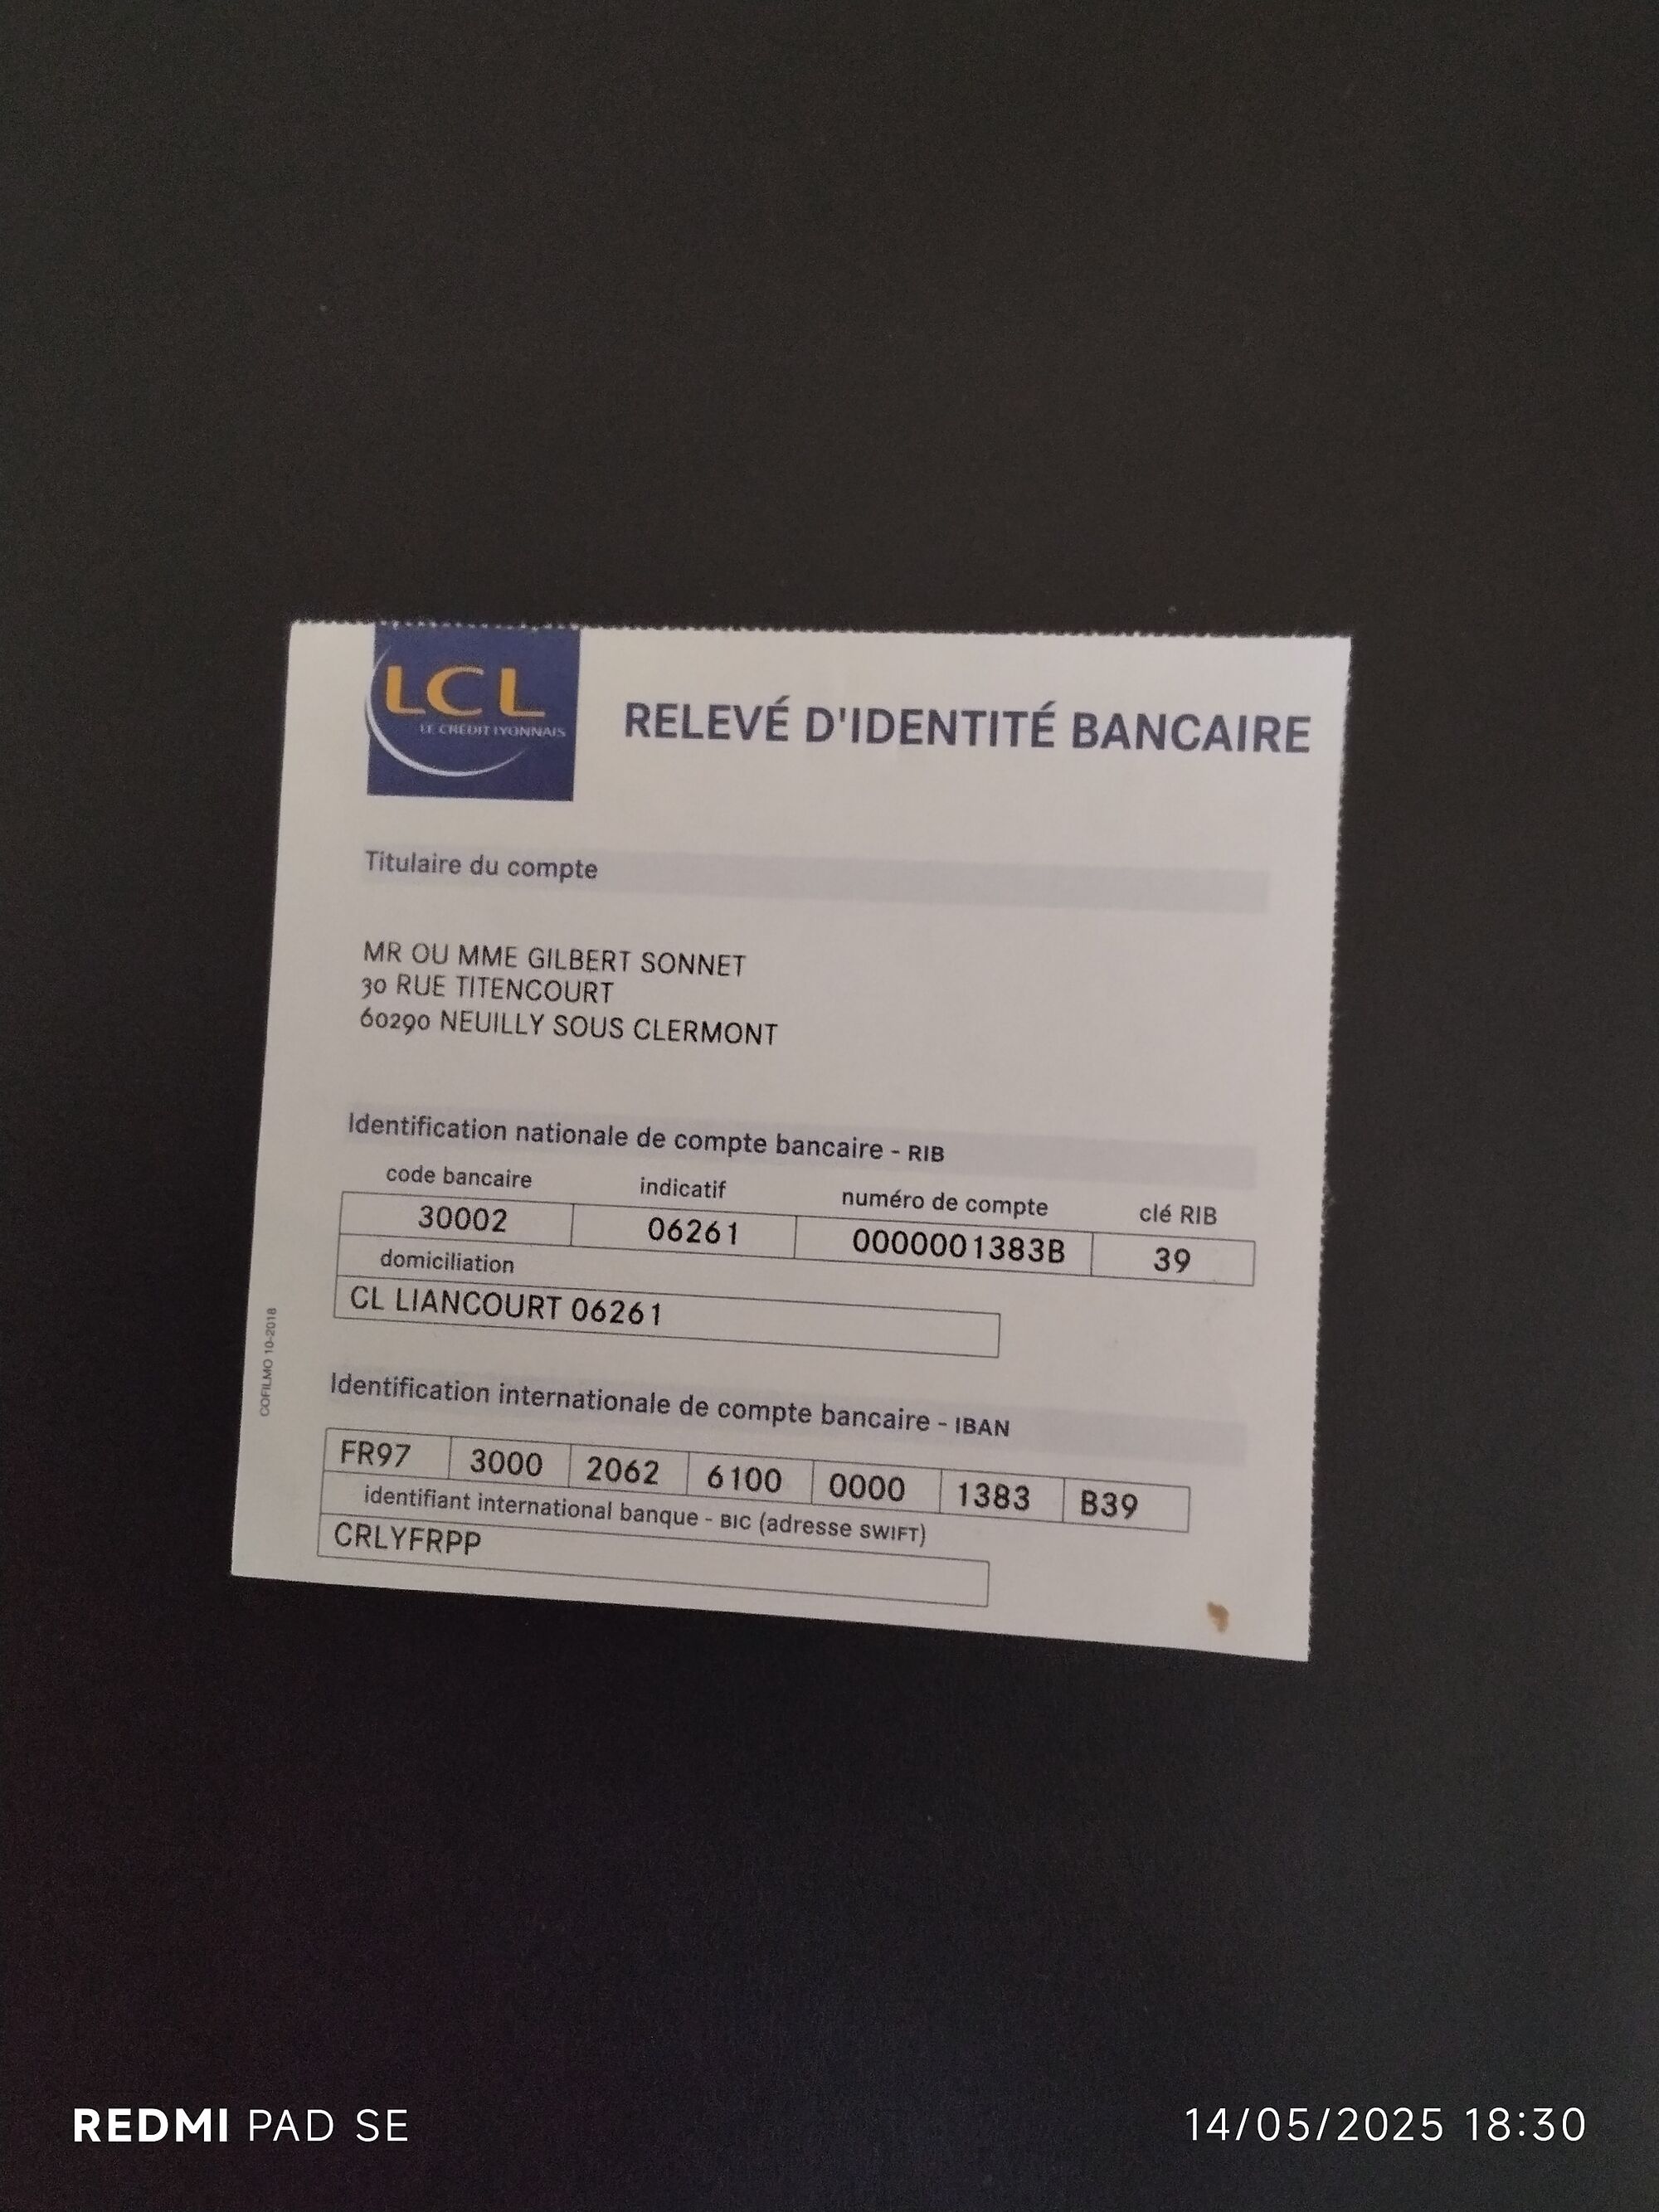 LCL
LE CRÉDIT LYONNAIS
RELEVÉ D'IDENTITÉ BANCAIRE
Titulaire du compte
MR OU MME GILBERT SONNET
30 RUE TITENCOURT
60290 NEUILLY SOUS CLERMONT
Identification nationale de compte bancaire - RIB
code bancaire indicatif numéro de compte clé RIB
30002 06261 0000001383B 39
domiciliation
CL LIANCOURT 06261
COFILMO 10-2018
Identification internationale de compte bancaire - IBAN
FR97 3000 2062 6100 0000 1383 B39
identifiant international banque - BIC (adresse SWIFT)
CRLYFRPP
REDMI PAD SE
14/05/2025 18:30